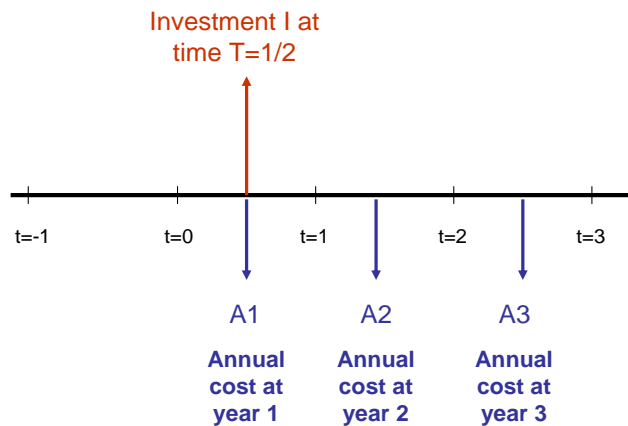 Investment I at
time T=1/2
t=-1
t=0
t=1
t=2
t=3
A1
A2
A3
Annual
cost at
year 1
Annual
cost at
year 2
Annual
cost at
year 3